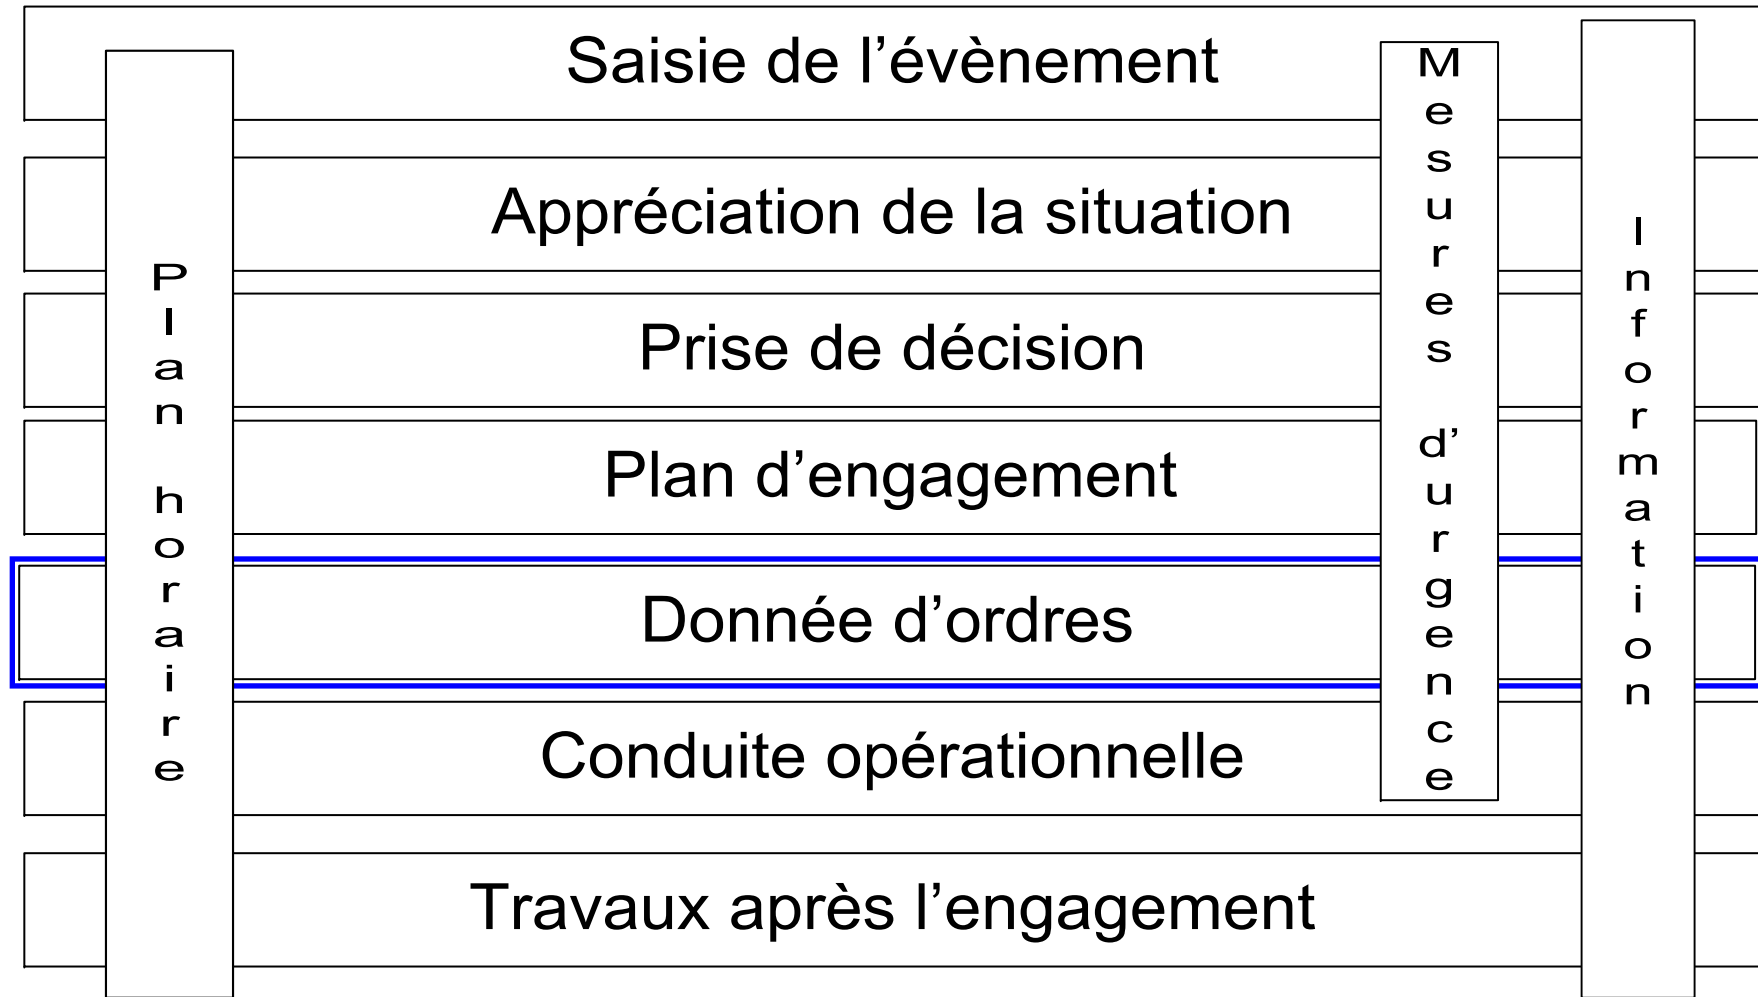 Saisie de l’évènement
Appréciation de la situation
Prise de décision
Plan d’engagement
Donnée d’ordres
Conduite opérationnelle
Travaux après l’engagement
Plan horaire
Mesures d’urgence
Information